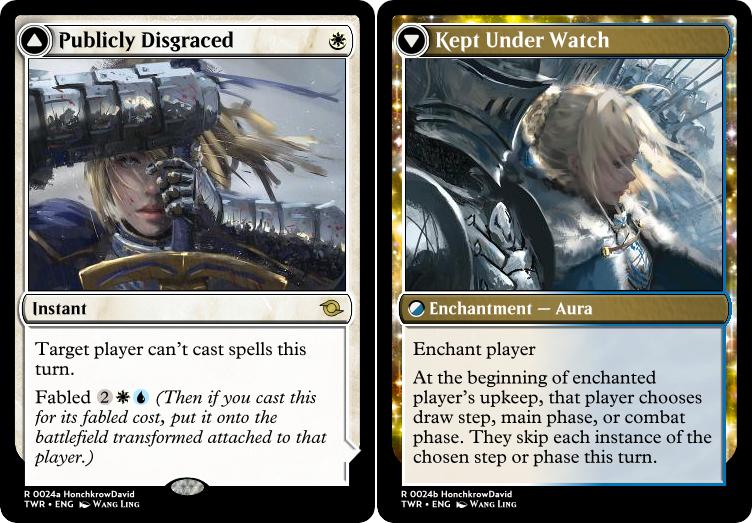 Publicly Disgraced
Instant
Target player can't cast spells this
turn.
Fabled 2 (Then if you cast this
for its fabled cost, put it onto the
battlefield transformed attached to that
player.)
R 0024a HonchkrowDavid
TWR • ENG Wang Ling
Kept Under Watch
Enchantment — Aura
Enchant player
At the beginning of enchanted
player's upkeep, that player chooses
draw step, main phase, or combat
phase. They skip each instance of the
chosen step or phase this turn.
R 0024b HonchkrowDavid
TWR • ENG Wang Ling